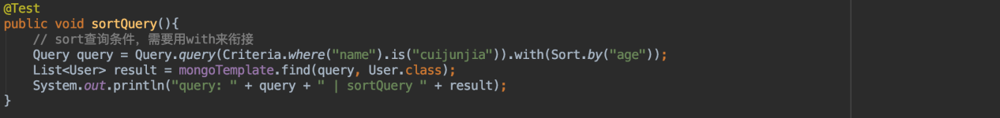 @Test
public void sortQuery(){
    // sort查询条件，需要用with来衔接
    Query query = Query.query(Criteria.where("name").is("cuijunjia")).with(Sort.by("age"));
    List<User> result = mongoTemplate.find(query, User.class);
    System.out.println("query: " + query + " | sortQuery " + result);
}